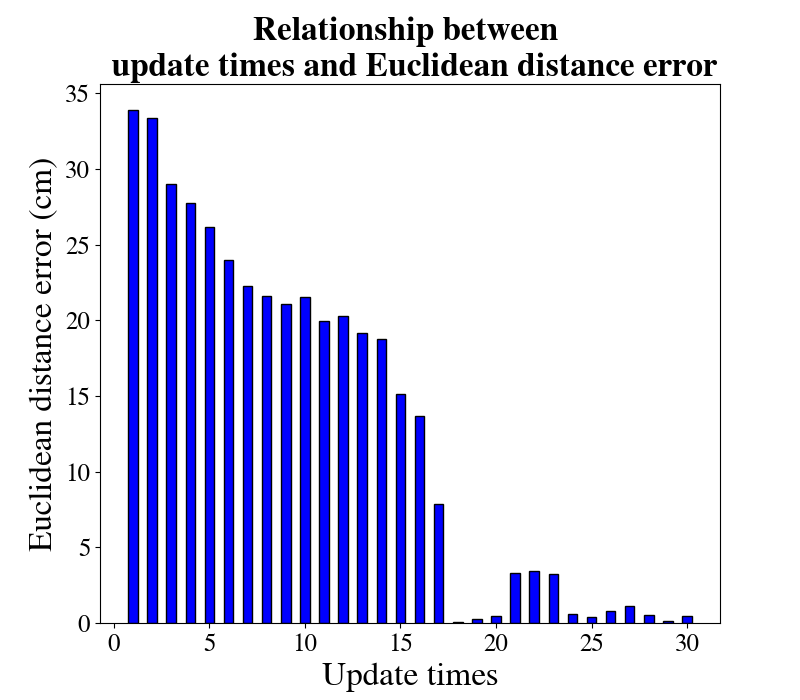 Relationship between
update times and Euclidean distance error
Euclidean distance error (cm)
35
30
25
20
15
10
5
0
0 5 10 15 20 25 30
Update times